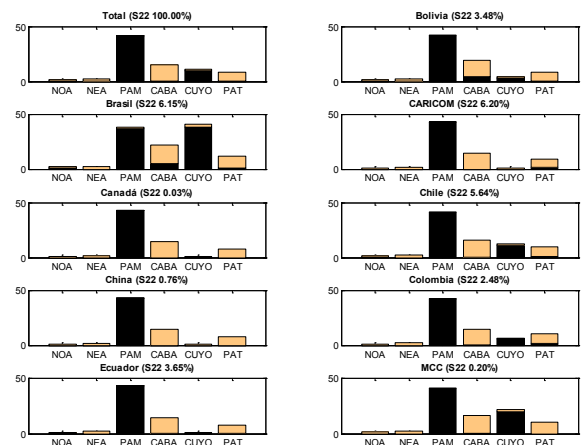 Total (S22 100.00%)
50
0
NOA NEA PAM CABA CUYO PAT
Bolivia (S22 3.48%)
50
0
NOA NEA PAM CABA CUYO PAT
Brasil (S22 6.15%)
50
0
NOA NEA PAM CABA CUYO PAT
CARICOM (S22 6.20%)
50
0
NOA NEA PAM CABA CUYO PAT
Canadá (S22 0.03%)
50
0
NOA NEA PAM CABA CUYO PAT
Chile (S22 5.64%)
50
0
NOA NEA PAM CABA CUYO PAT
China (S22 0.76%)
50
0
NOA NEA PAM CABA CUYO PAT
Colombia (S22 2.48%)
50
0
NOA NEA PAM CABA CUYO PAT
Ecuador (S22 3.65%)
50
0
NOA NEA PAM CABA CUYO PAT
MCC (S22 0.20%)
50
0
NOA NEA PAM CABA CUYO PAT